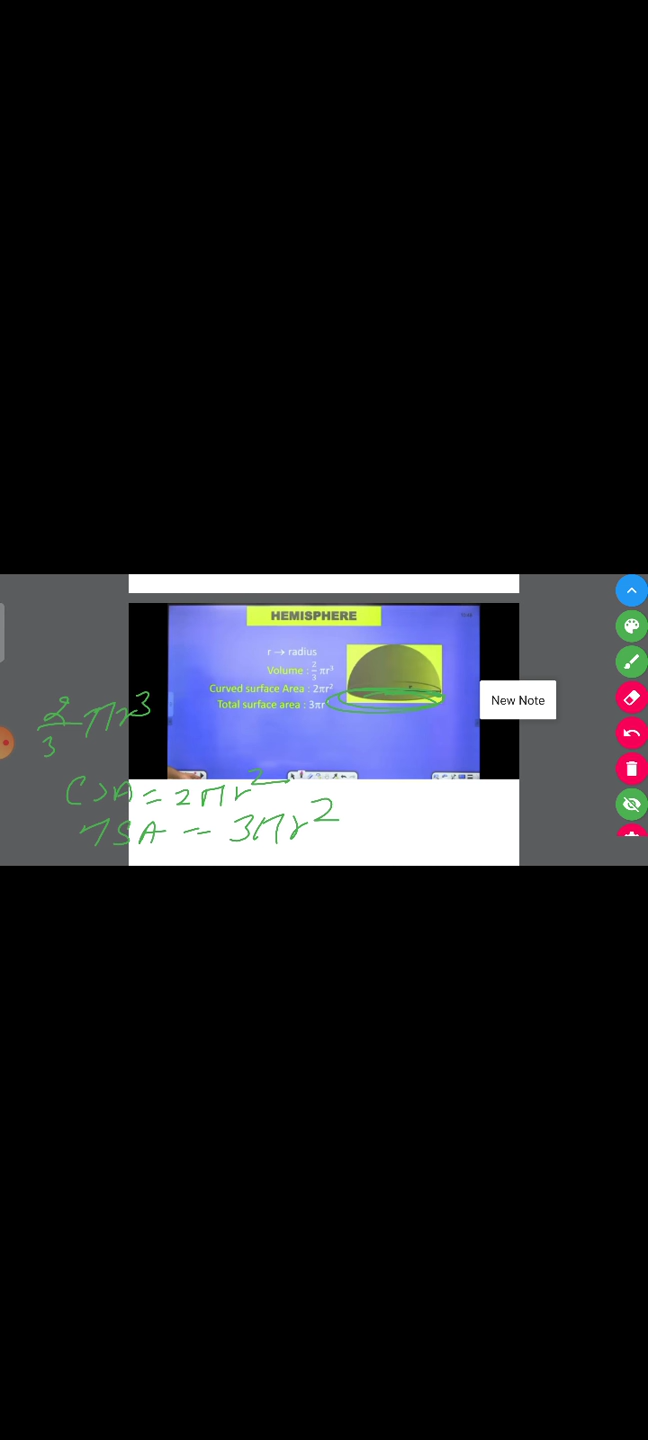 HEMISPHERE
r → radius
Volume : 2/3 πr³
Curved surface Area : 2πr²
Total surface area : 3πr
New Note
2/3 πr³
CSA = 2πr²
TSA = 3πr²